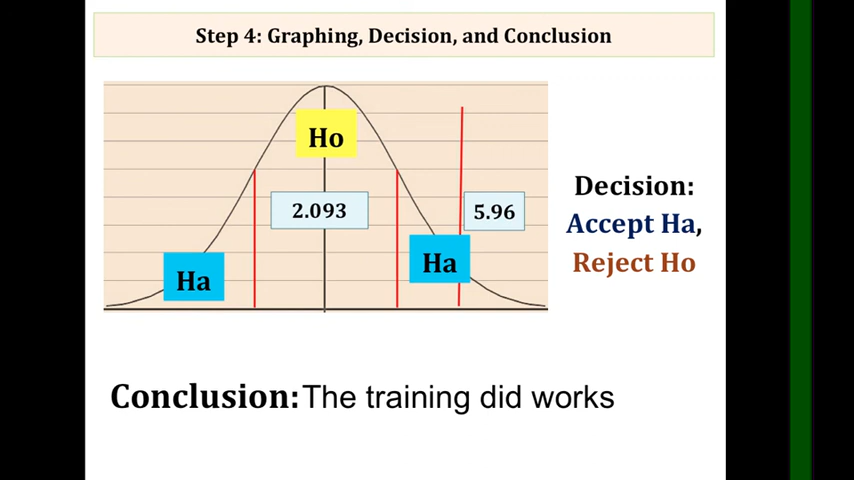 Step 4: Graphing, Decision, and Conclusion
Ho
2.093
5.96
Ha
Ha
Decision:
Accept Ha,
Reject Ho
Conclusion: The training did works